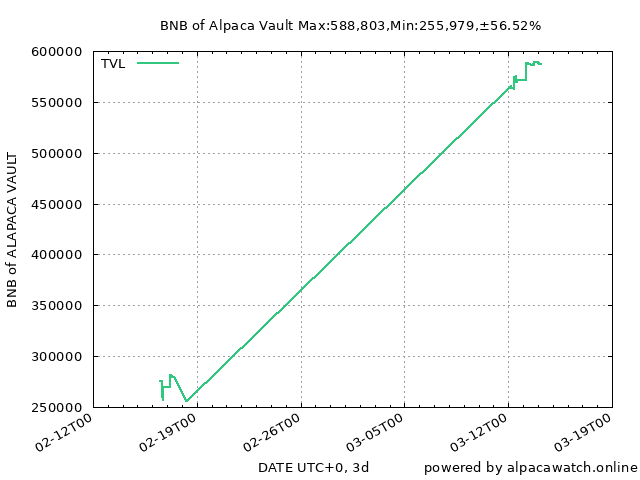 BNB of Alpaca Vault Max:588,803,Min:255,979,±56.52%
600000
TVL
550000
500000
450000
400000
350000
300000
250000
BNB of ALAPACA VAULT
02-12T00
02-19T00
02-26T00
03-05T00
03-12T00
03-19T00
DATE UTC+0, 3d
powered by alpacawatch.online